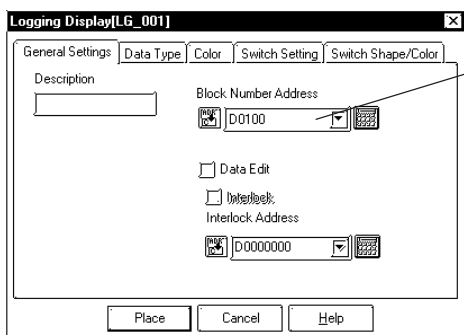 Logging Display[LG_001]
General Settings Data Type Color Switch Setting Switch Shape/Color
Description
Block Number Address
D0100
Data Edit
Interlock
Interlock Address
D0000000
Place Cancel Help